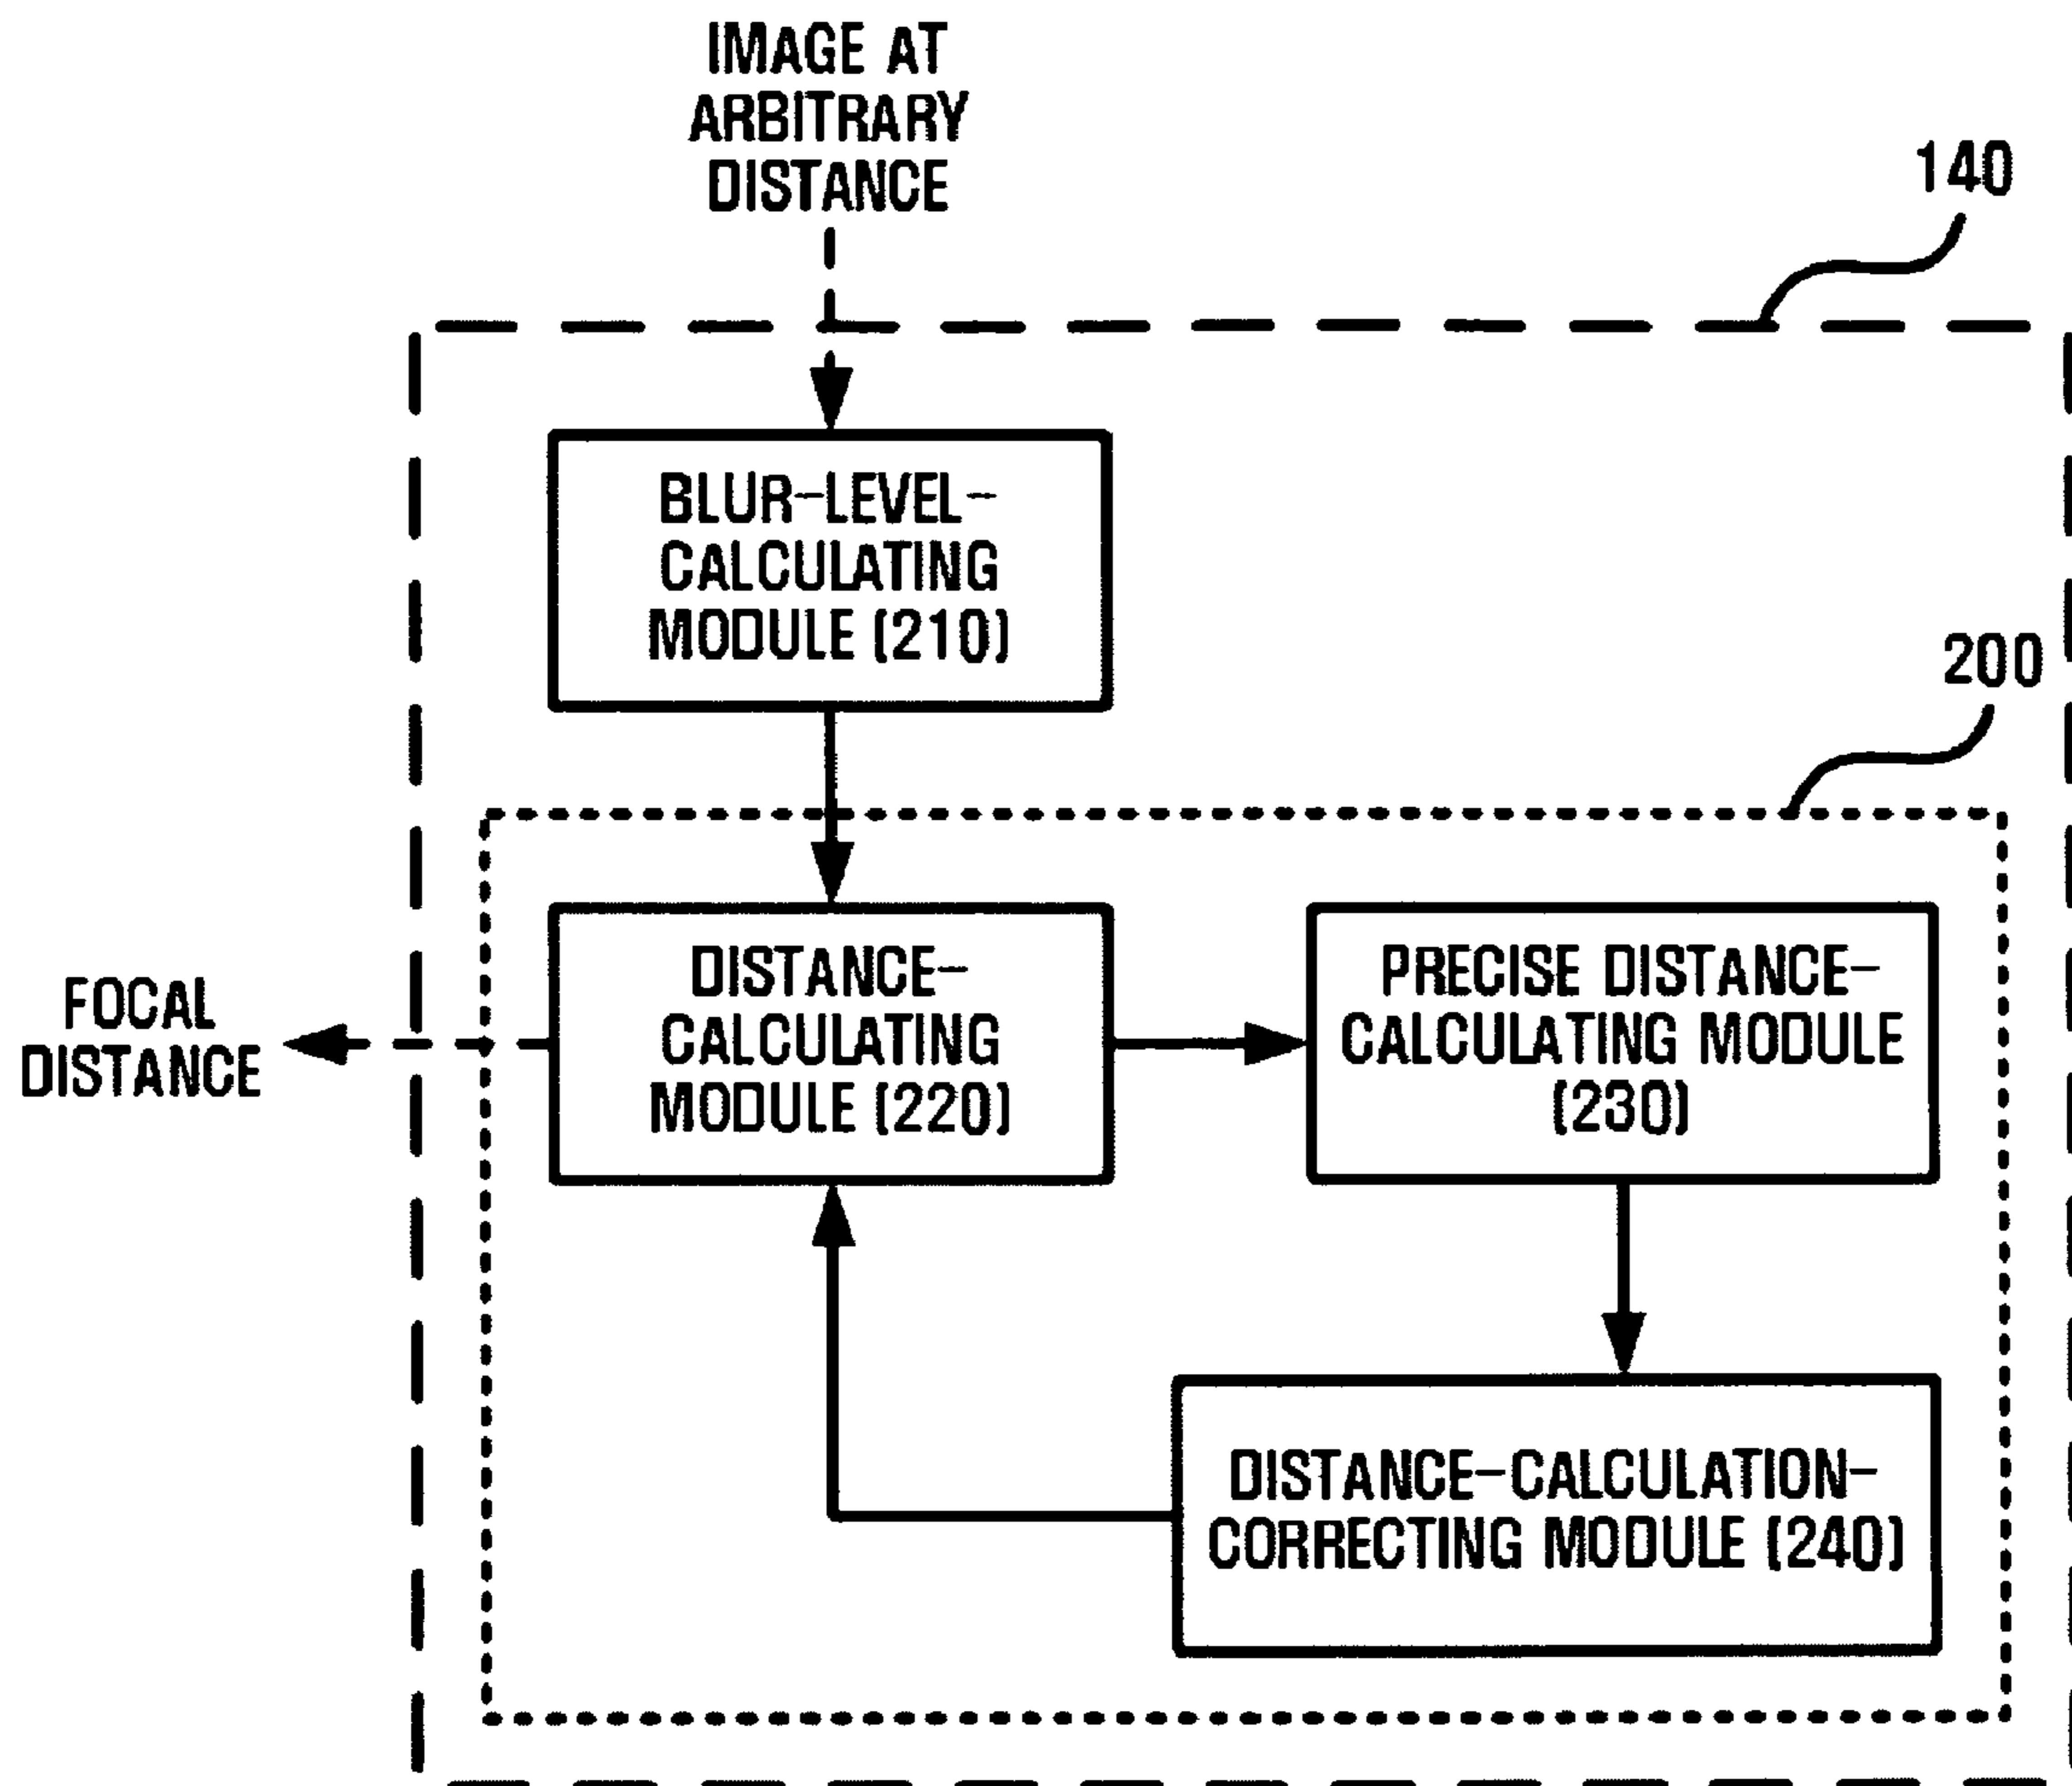 IMAGE AT
ARBITRARY
DISTANCE
140
BLUR-LEVEL-
CALCULATING
MODULE (210)
200
FOCAL
DISTANCE
DISTANCE-
CALCULATING
MODULE (220)
PRECISE DISTANCE-
CALCULATING MODULE
(230)
DISTANCE-CALCULATION-
CORRECTING MODULE (240)